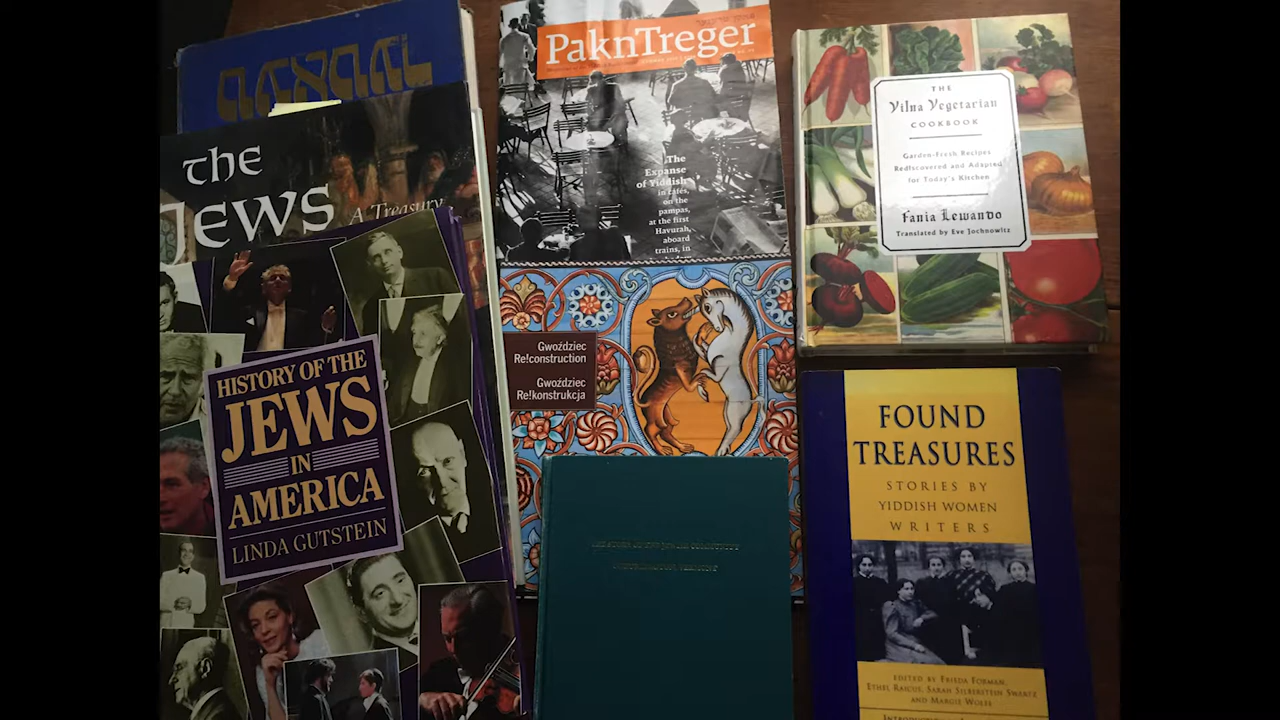 THE
JEWS
A Treasury
HISTORY OF THE
JEWS
IN
AMERICA
LINDA GUTSTEIN
PaknTreger
The
Expanse
of Yiddish
in cafés,
on the
pampas,
at the first
Havurah,
aboard
trains, in
Gwoździec
Re!construction
Gwoździec
Re!konstrukcja
THE
Vilna Vegetarian
COOKBOOK
Garden-Fresh Recipes
Rediscovered and Adapted
for Today's Kitchen
Fania Lewando
Translated by Eve Jochnowitz
FOUND
TREASURES
STORIES BY
YIDDISH WOMEN
WRITERS
EDITED BY FRIEDA FORMAN,
ETHEL RAICUS, SARAH SILBERSTEIN SWARTZ
AND MARGIE WOLFE